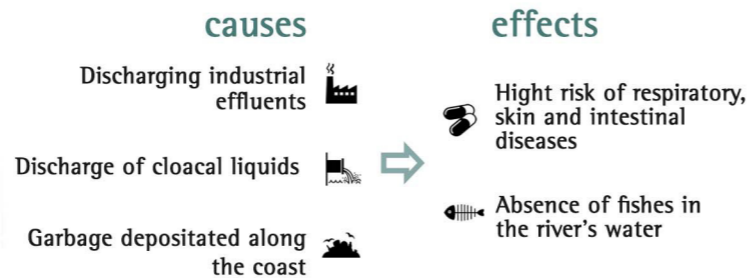 causes
Discharging industrial
effluents
Discharge of cloacal liquids
Garbage depositated along
the coast
effects
Hight risk of respiratory,
skin and intestinal
diseases
Absence of fishes in
the river's water